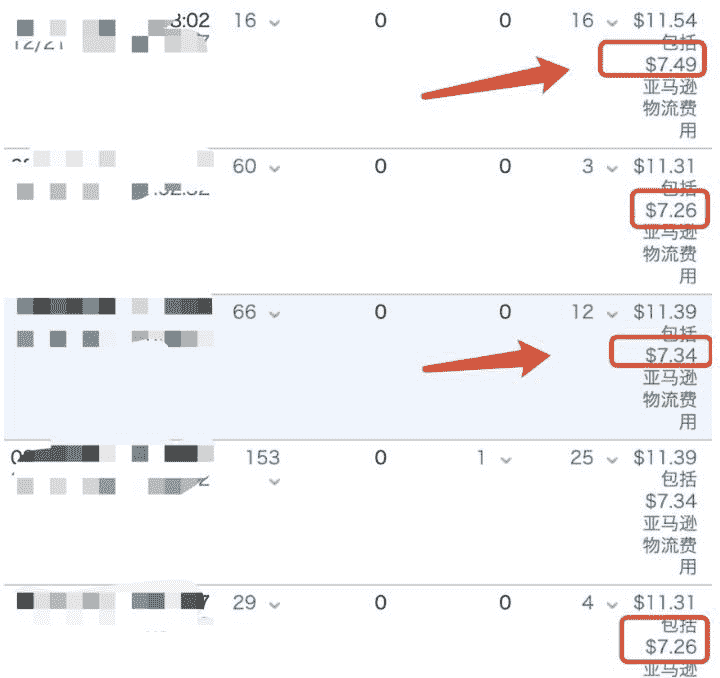 3:02 16 0 0 16 $11.54
包括
12/21 $7.49
亚马逊
物流费
用
60 0 0 3 $11.31
包括
$7.26
亚马逊
物流费
用
66 0 0 12 $11.39
包括
$7.34
亚马逊
物流费
用
153 0 1 25 $11.39
包括
$7.34
亚马逊
物流费
用
29 0 0 4 $11.31
包括
$7.26
亚马逊